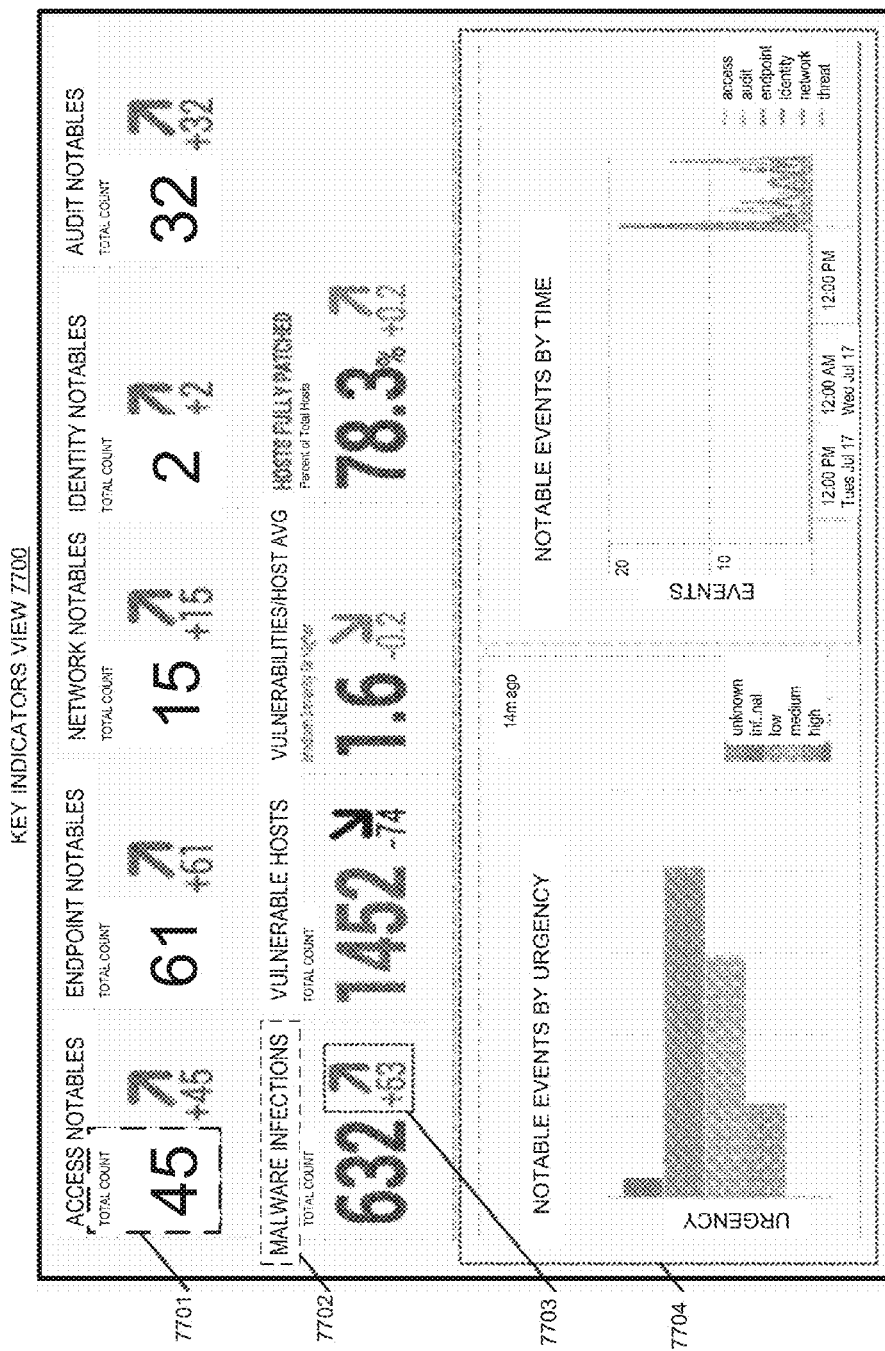 KEY INDICATORS VIEW 7700
ACCESS NOTABLES
TOTAL COUNT
45
+45
ENDPOINT NOTABLES
TOTAL COUNT
61
+61
NETWORK NOTABLES
TOTAL COUNT
15
+15
IDENTITY NOTABLES
TOTAL COUNT
2
+2
AUDIT NOTABLES
TOTAL COUNT
32
+32
MALWARE INFECTIONS
TOTAL COUNT
632
+63
VULNERABLE HOSTS
TOTAL COUNT
1452
-74
VULNERABILITIES/HOST AVG
1.6
-0.2
HOSTS FULLY PATCHED
Percent of Total Hosts
78.3%
+0.2
NOTABLE EVENTS BY URGENCY
14m ago
URGENCY
unknown
inf..nal
low
medium
high
NOTABLE EVENTS BY TIME
EVENTS
20
10
12:00 PM
Tues Jul 17
12:00 AM
Wed Jul 17
12:00 PM
access
audit
endpoint
identity
network
threat
7701
7702
7703
7704